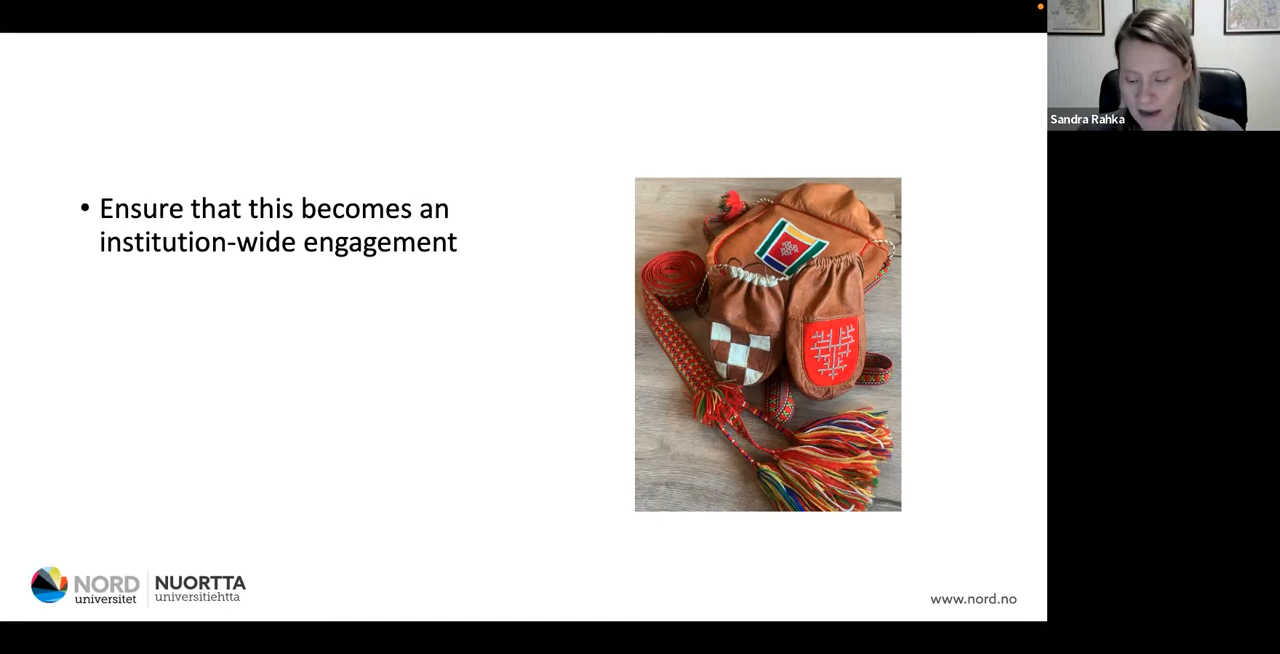 • Ensure that this becomes an
institution-wide engagement
NORD
universitet
NUORTTA
universitiehtta
www.nord.no
Sandra Rahka